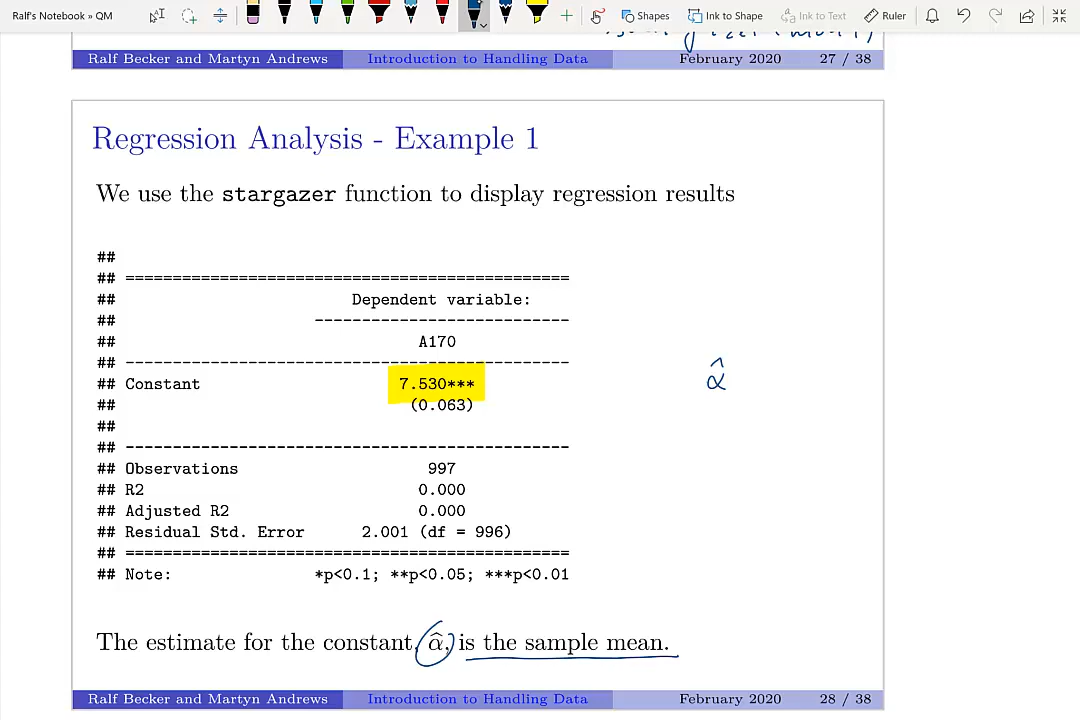 Ralf's Notebook » QM Shapes Ink to Shape Ink to Text Ruler
Ralf Becker and Martyn Andrews Introduction to Handling Data February 2020 27 / 38
Regression Analysis - Example 1
We use the stargazer function to display regression results
##
## ===============================================
## Dependent variable:
## ---------------------------
## A170
## -----------------------------------------------
## Constant 7.530***
## (0.063)
##
## -----------------------------------------------
## Observations 997
## R2 0.000
## Adjusted R2 0.000
## Residual Std. Error 2.001 (df = 996)
## ===============================================
## Note: *p<0.1; **p<0.05; ***p<0.01
α̂
The estimate for the constant, α̂, is the sample mean.
Ralf Becker and Martyn Andrews Introduction to Handling Data February 2020 28 / 38